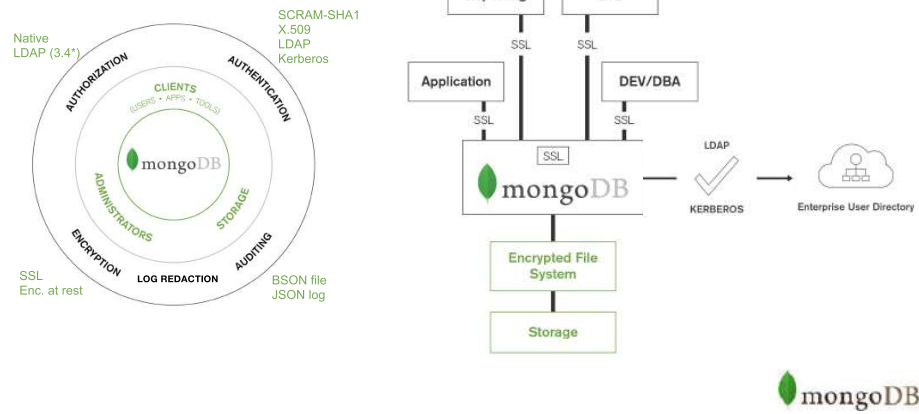 SCRAM-SHA1
X.509
LDAP
Kerberos
Native
LDAP (3.4*)
AUTHORIZATION
AUTHENTICATION
CLIENTS
(USERS • APPS • TOOLS)
mongoDB
ADMINISTRATORS
STORAGE
ENCRYPTION
LOG REDACTION
AUDITING
SSL
Enc. at rest
BSON file
JSON log
SSL
SSL
Application
DEV/DBA
SSL
SSL
SSL
mongoDB
LDAP
KERBEROS
Enterprise User Directory
Encrypted File
System
Storage
mongoDB